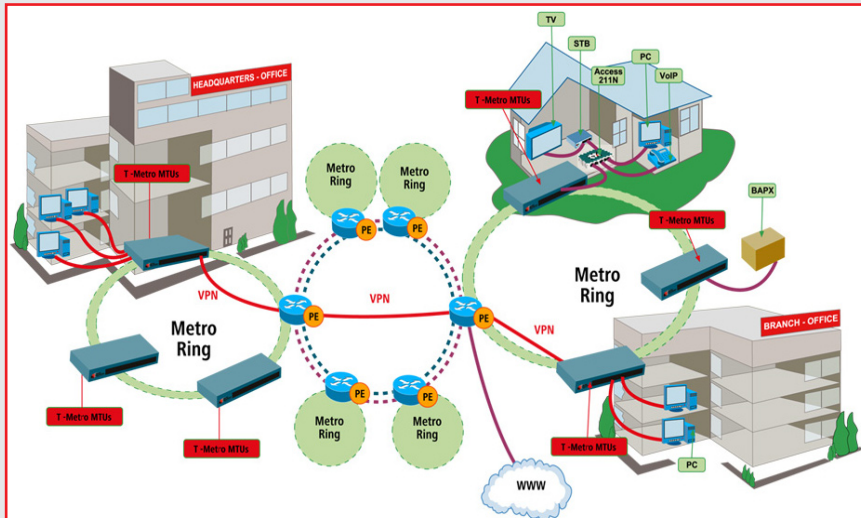 TV
STB
PC
Access
211N
VoIP
HEADQUARTERS - OFFICE
T -Metro MTUs
T -Metro MTUs
Metro
Ring
Metro
Ring
PE
PE
BAPX
T -Metro MTUs
VPN
VPN
Metro
Ring
Metro
Ring
PE
PE
VPN
BRANCH - OFFICE
PE
PE
T -Metro MTUs
Metro
Ring
Metro
Ring
T -Metro MTUs
T -Metro MTUs
PC
WWW